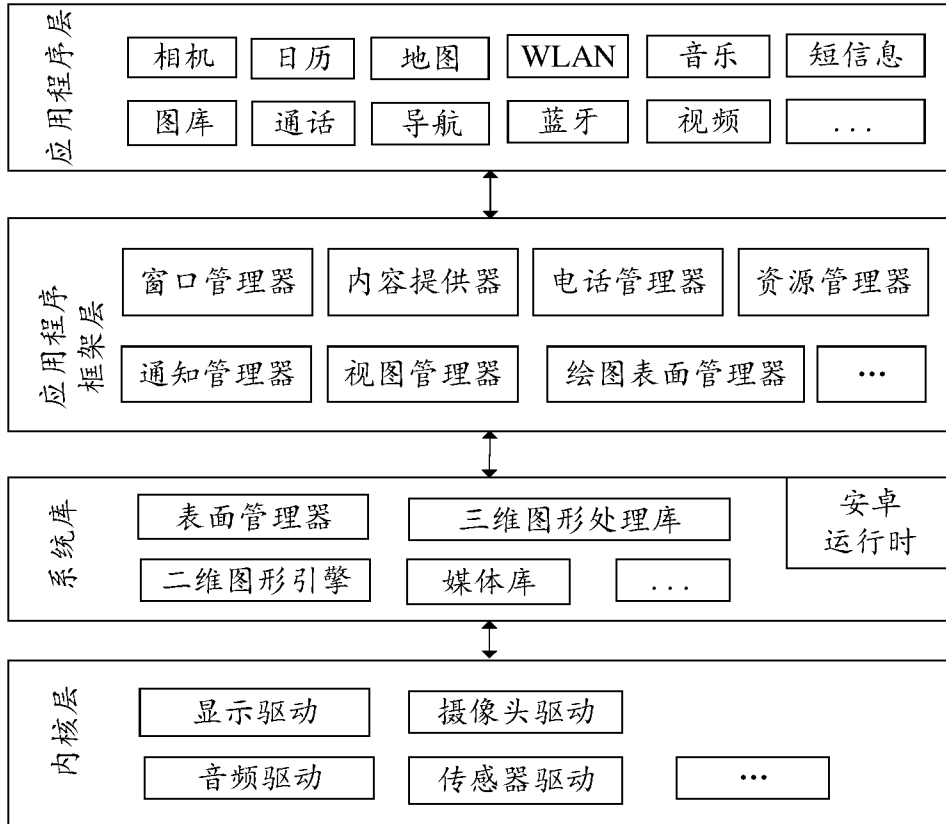 应用程序层
相机 日历 地图 WLAN 音乐 短信息
图库 通话 导航 蓝牙 视频 ...
应用程序
框架层
窗口管理器 内容提供器 电话管理器 资源管理器
通知管理器 视图管理器 绘图表面管理器 ...
系统库
表面管理器 三维图形处理库
安卓
运行时
二维图形引擎 媒体库 ...
内核层
显示驱动 摄像头驱动
音频驱动 传感器驱动 ...